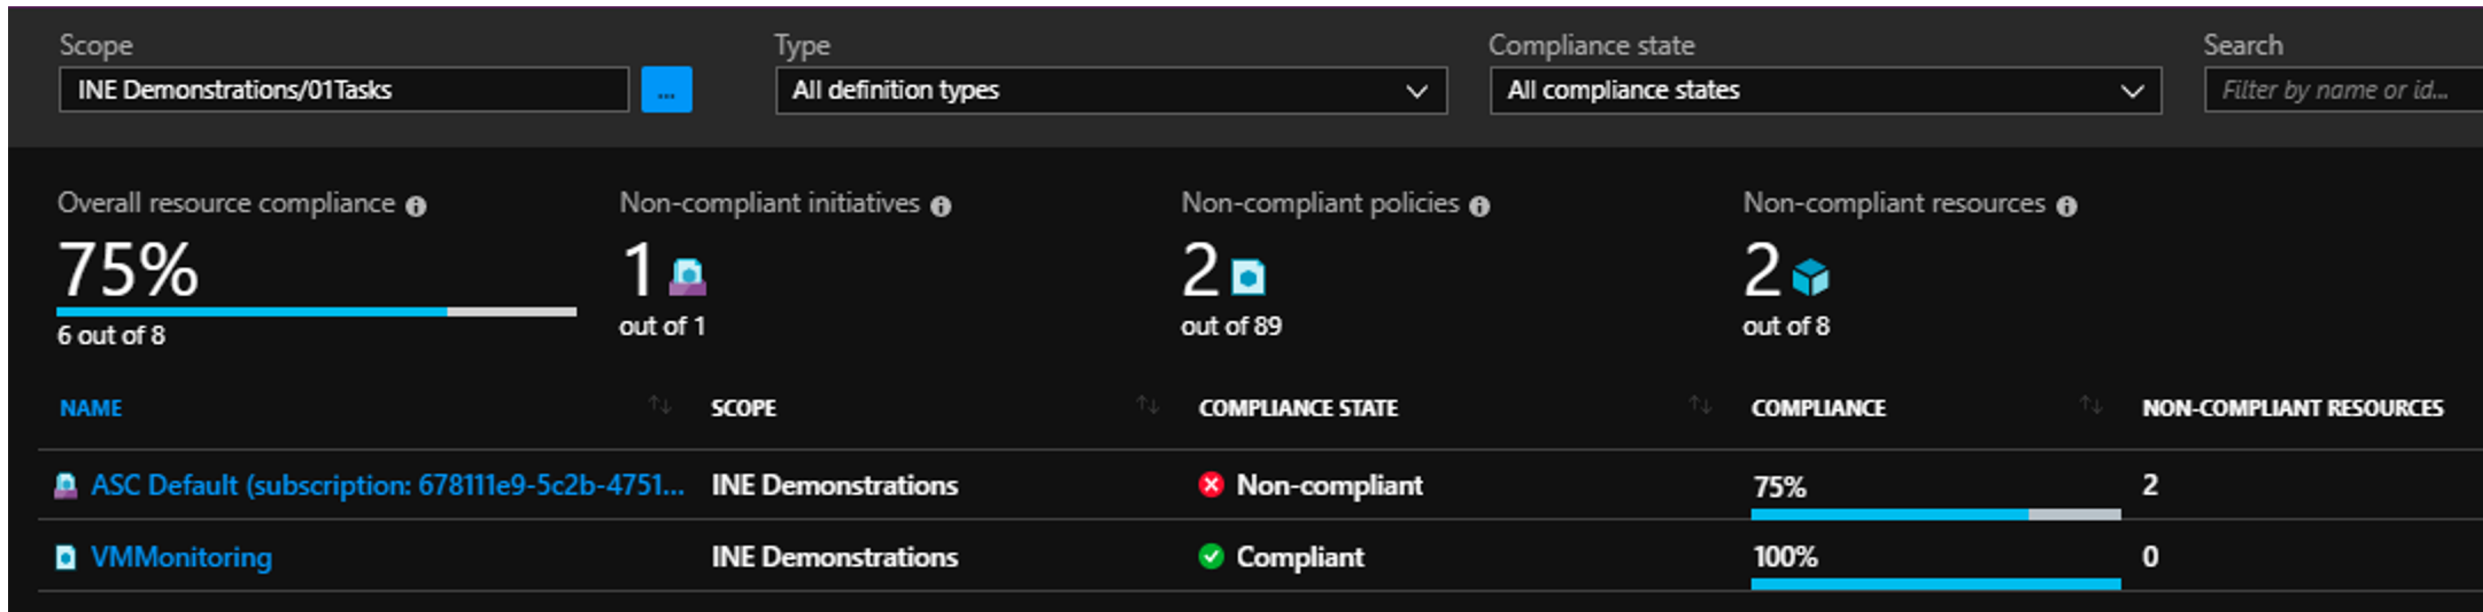 Scope Type Compliance state Search
INE Demonstrations/01Tasks ... All definition types All compliance states Filter by name or id...
Overall resource compliance Non-compliant initiatives Non-compliant policies Non-compliant resources
75% 1 2 2
6 out of 8 out of 1 out of 89 out of 8
NAME SCOPE COMPLIANCE STATE COMPLIANCE NON-COMPLIANT RESOURCES
ASC Default (subscription: 678111e9-5c2b-4751... INE Demonstrations Non-compliant 75% 2
VMMonitoring INE Demonstrations Compliant 100% 0